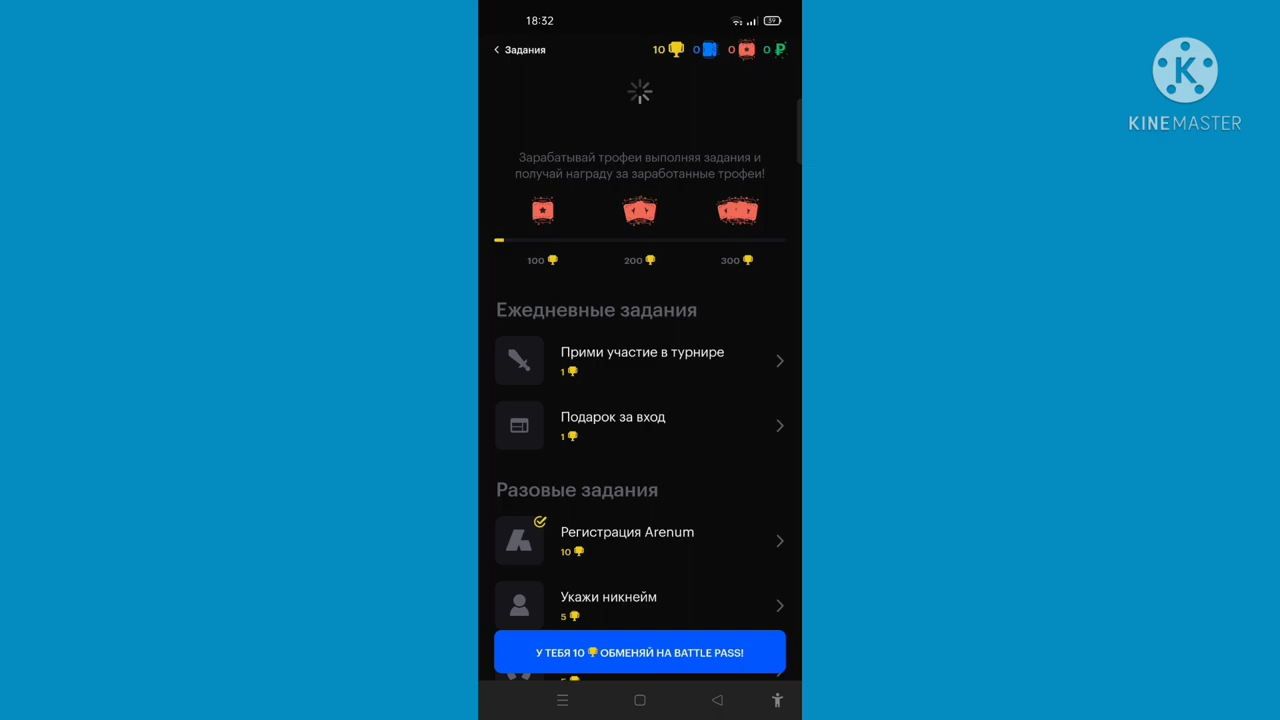 18:32
59
Задания
10 0 0 0 ₽
K
KINEMASTER
Зарабатывай трофеи выполняя задания и
получай награду за заработанные трофеи!
100 200 300
Ежедневные задания
Прими участие в турнире
1
Подарок за вход
1
Разовые задания
Регистрация Arenum
10
Укажи никнейм
5
У ТЕБЯ 10 ОБМЕНЯЙ НА BATTLE PASS!